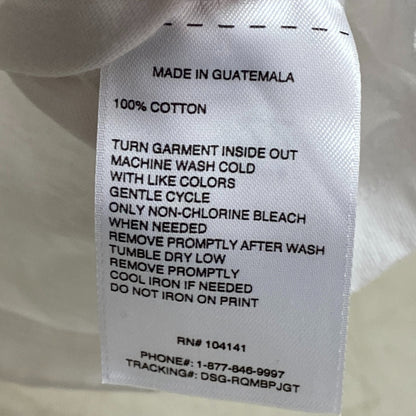 MADE IN GUATEMALA
100% COTTON
TURN GARMENT INSIDE OUT
MACHINE WASH COLD
WITH LIKE COLORS
GENTLE CYCLE
ONLY NON-CHLORINE BLEACH
WHEN NEEDED
REMOVE PROMPTLY AFTER WASH
TUMBLE DRY LOW
REMOVE PROMPTLY
COOL IRON IF NEEDED
DO NOT IRON ON PRINT
RN# 104141
PHONE#: 1-877-846-9997
TRACKING#: DSG-RQMBPJGT